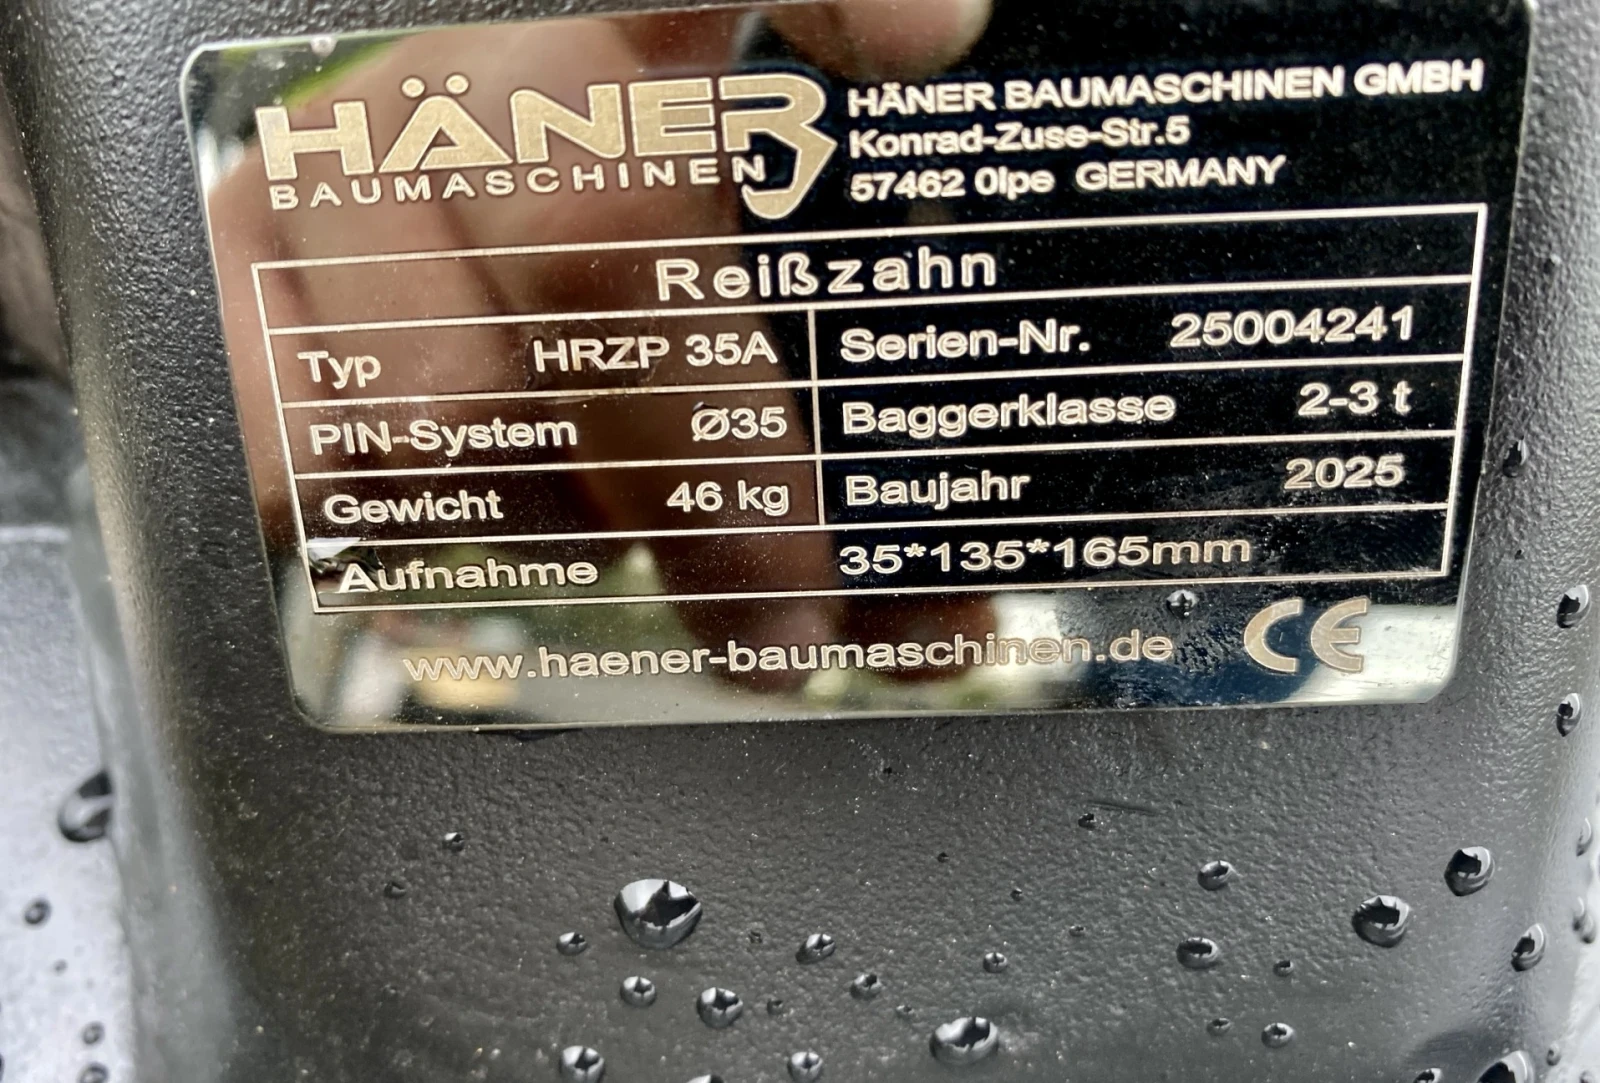 HÄNER
BAUMASCHINEN
HÄNER BAUMASCHINEN GMBH
Konrad-Zuse-Str.5
57462 Olpe GERMANY
Reißzahn
Typ HRZP 35A Serien-Nr. 25004241
PIN-System Ø35 Baggerklasse 2-3 t
Gewicht 46 kg Baujahr 2025
Aufnahme 35*135*165mm
www.haener-baumaschinen.de CE